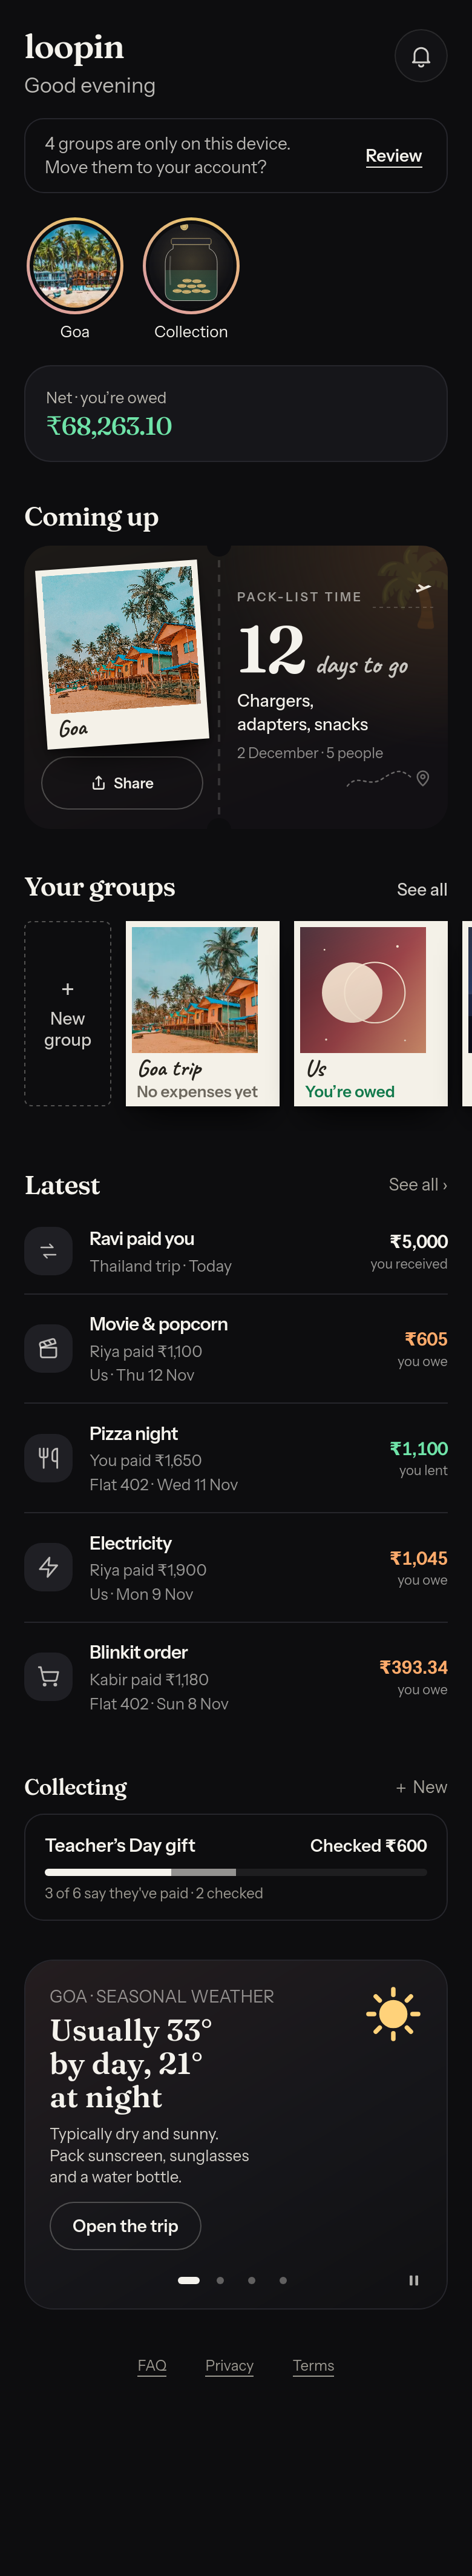 loopin
Good evening
4 groups are only on this device.
Move them to your account?
Review
Goa
Collection
Net · you’re owed
₹68,263.10
Coming up
Goa
Share
PACK-LIST TIME
12 days to go
Chargers,
adapters, snacks
2 December · 5 people
Your groups
See all
+
New
group
Goa trip
No expenses yet
Us
You’re owed
Latest
See all ›
Ravi paid you
Thailand trip · Today
₹5,000
you received
Movie & popcorn
Riya paid ₹1,100
Us · Thu 12 Nov
₹605
you owe
Pizza night
You paid ₹1,650
Flat 402 · Wed 11 Nov
₹1,100
you lent
Electricity
Riya paid ₹1,900
Us · Mon 9 Nov
₹1,045
you owe
Blinkit order
Kabir paid ₹1,180
Flat 402 · Sun 8 Nov
₹393.34
you owe
Collecting
+ New
Teacher’s Day gift
Checked ₹600
3 of 6 say they’ve paid · 2 checked
GOA · SEASONAL WEATHER
Usually 33°
by day, 21°
at night
Typically dry and sunny.
Pack sunscreen, sunglasses
and a water bottle.
Open the trip
FAQ
Privacy
Terms